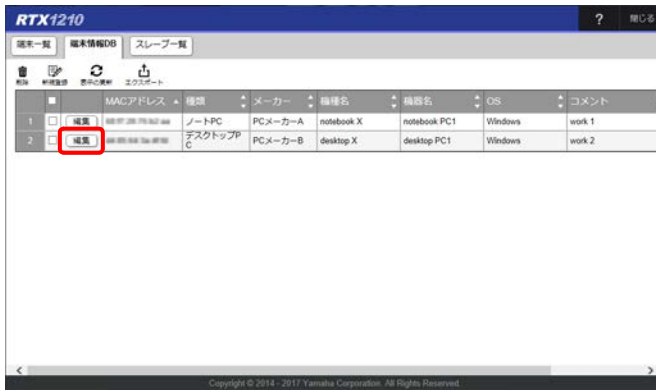 RTX1210
? 閉じる
端末一覧 端末情報DB スレーブ一覧
削除 新規登録 表示の更新 エクスポート
MACアドレス 種類 メーカー 機種名 機器名 OS コメント
1 編集 ノートPC PCメーカーA notebook X notebook PC1 Windows work 1
2 編集 デスクトップP
C PCメーカーB desktop X desktop PC1 Windows work 2
Copyright © 2014 - 2017 Yamaha Corporation. All Rights Reserved.